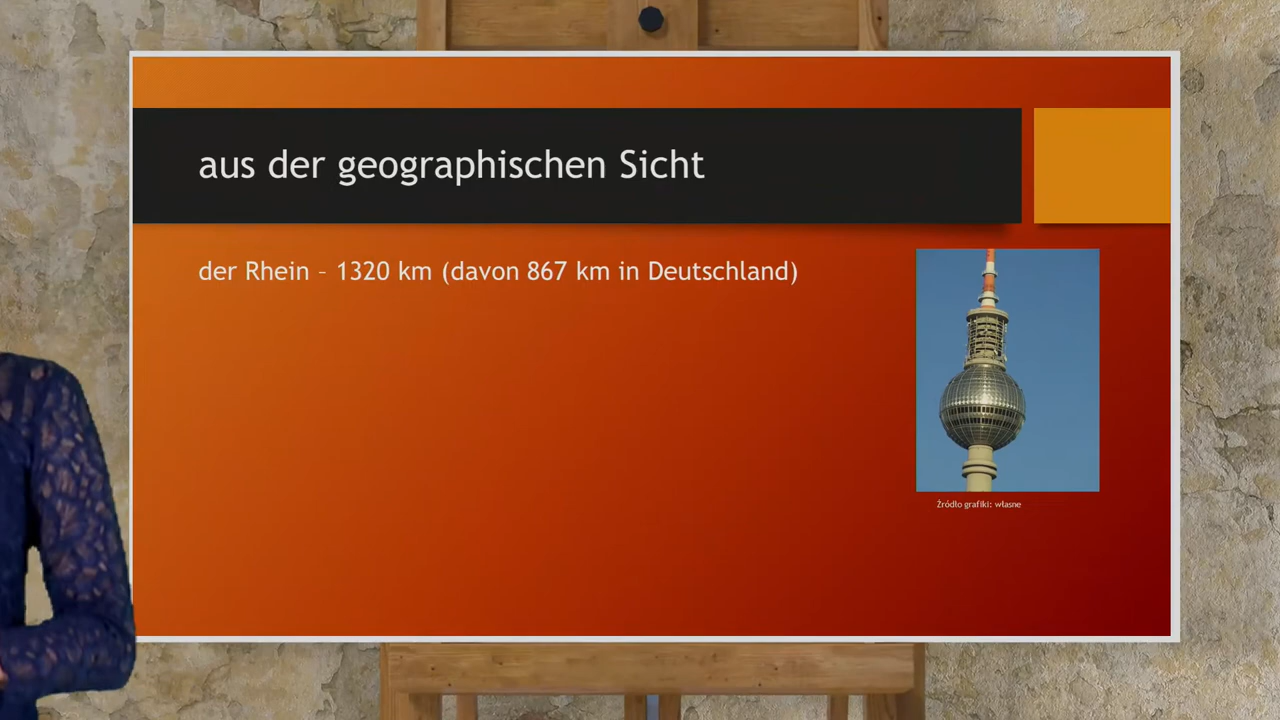 aus der geographischen Sicht
der Rhein – 1320 km (davon 867 km in Deutschland)
Źródło grafiki: własne